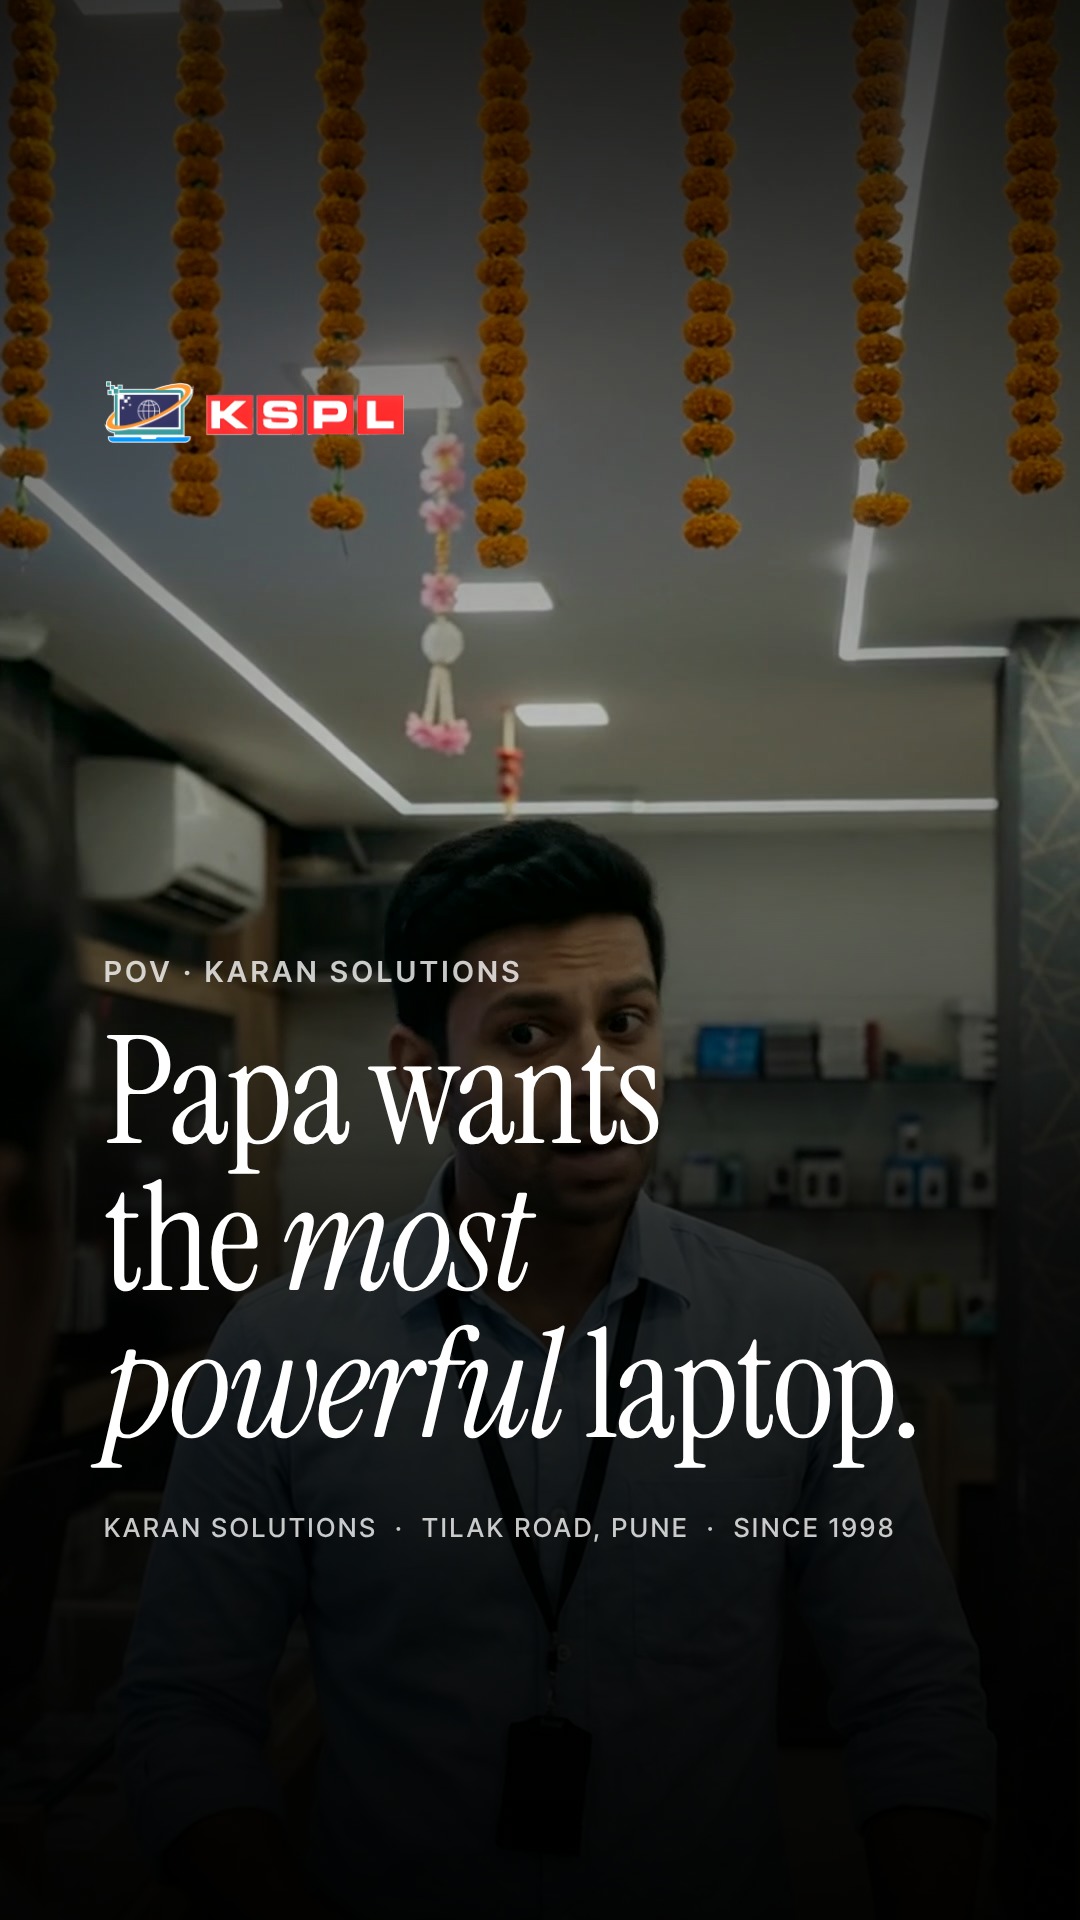 KSPL
POV · KARAN SOLUTIONS
Papa wants
the most
powerful laptop.
KARAN SOLUTIONS · TILAK ROAD, PUNE · SINCE 1998